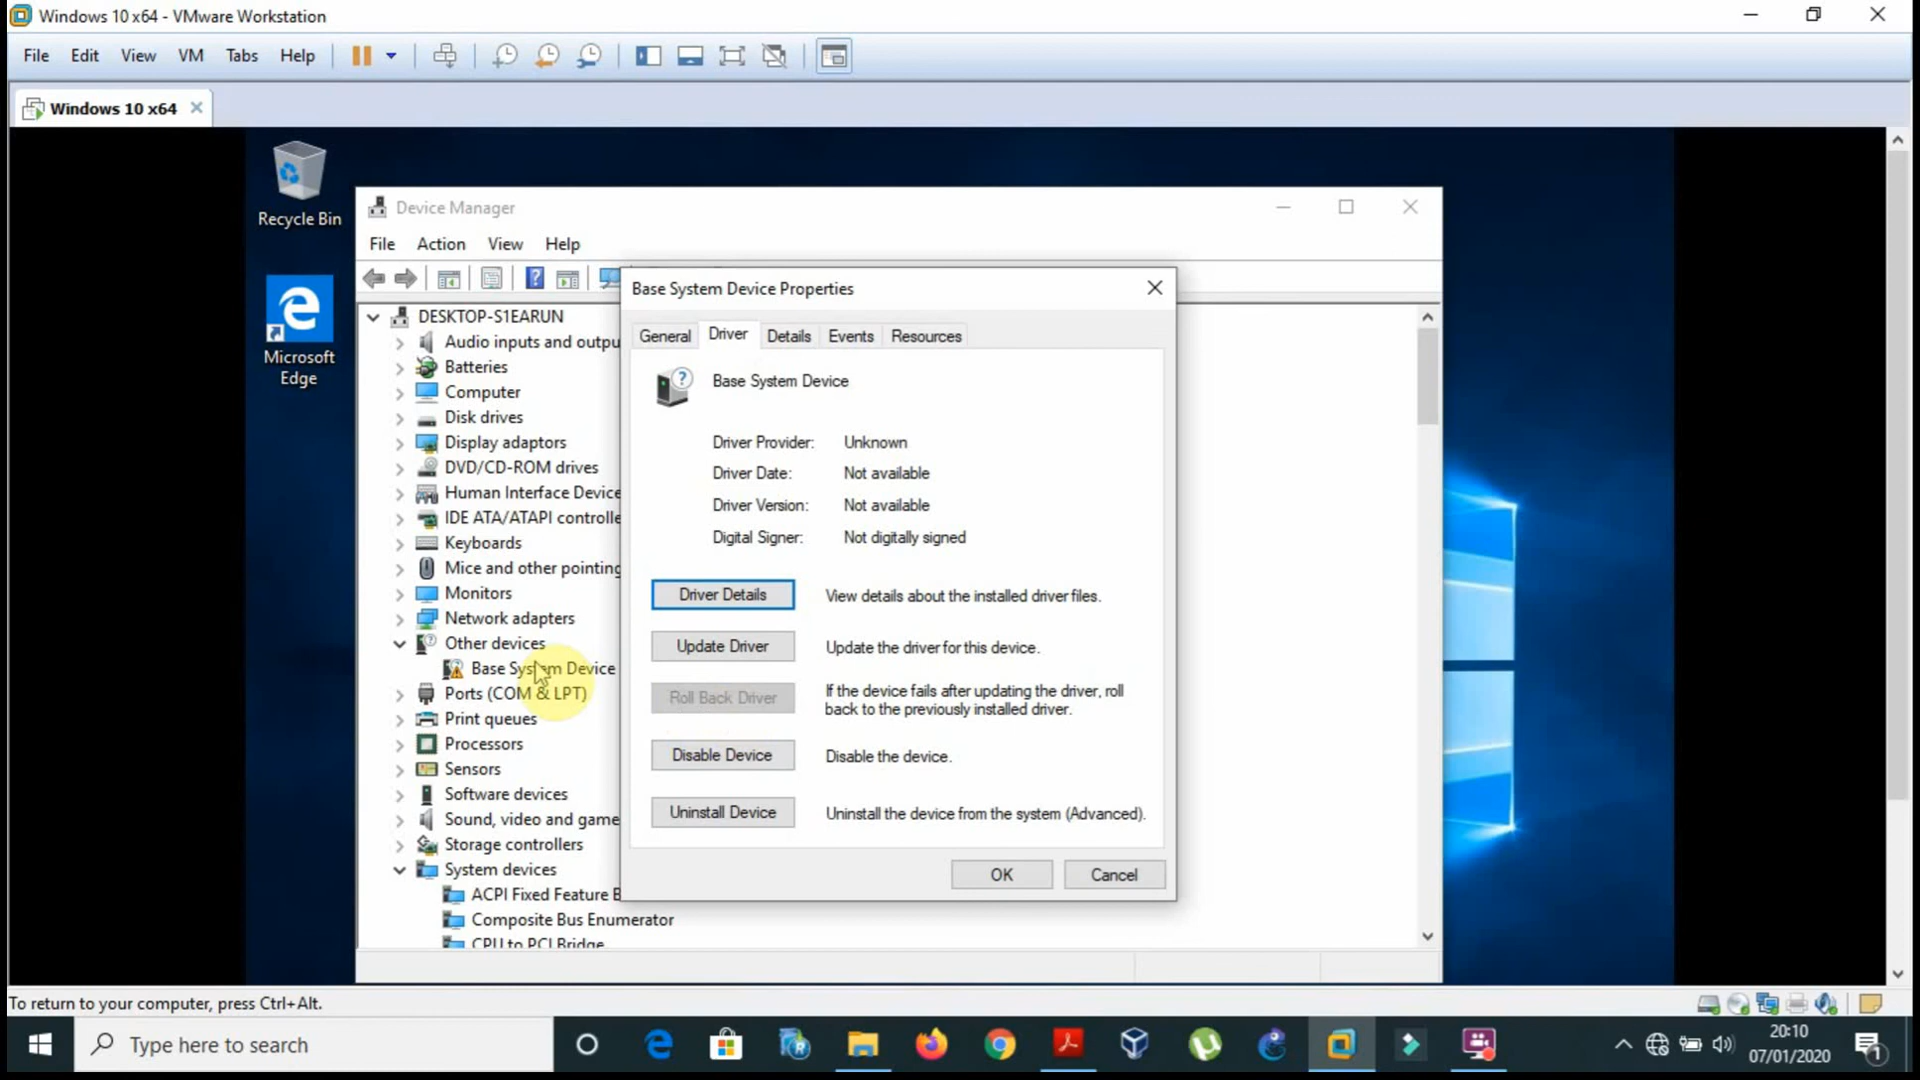 Windows 10 x64 - VMware Workstation
File Edit View VM Tabs Help
Windows 10 x64
Recycle Bin
Microsoft
Edge
Device Manager
File Action View Help
DESKTOP-S1EARUN
Audio inputs and outpu
Batteries
Computer
Disk drives
Display adaptors
DVD/CD-ROM drives
Human Interface Device
IDE ATA/ATAPI controlle
Keyboards
Mice and other pointing
Monitors
Network adapters
Other devices
Base System Device
Ports (COM & LPT)
Print queues
Processors
Sensors
Software devices
Sound, video and game
Storage controllers
System devices
ACPI Fixed Feature B
Composite Bus Enumerator
CPU to PCI Bridge
Base System Device Properties
General Driver Details Events Resources
Base System Device
Driver Provider: Unknown
Driver Date: Not available
Driver Version: Not available
Digital Signer: Not digitally signed
Driver Details View details about the installed driver files.
Update Driver Update the driver for this device.
Roll Back Driver If the device fails after updating the driver, roll
back to the previously installed driver.
Disable Device Disable the device.
Uninstall Device Uninstall the device from the system (Advanced).
OK Cancel
To return to your computer, press Ctrl+Alt.
Type here to search
20:10
07/01/2020
1